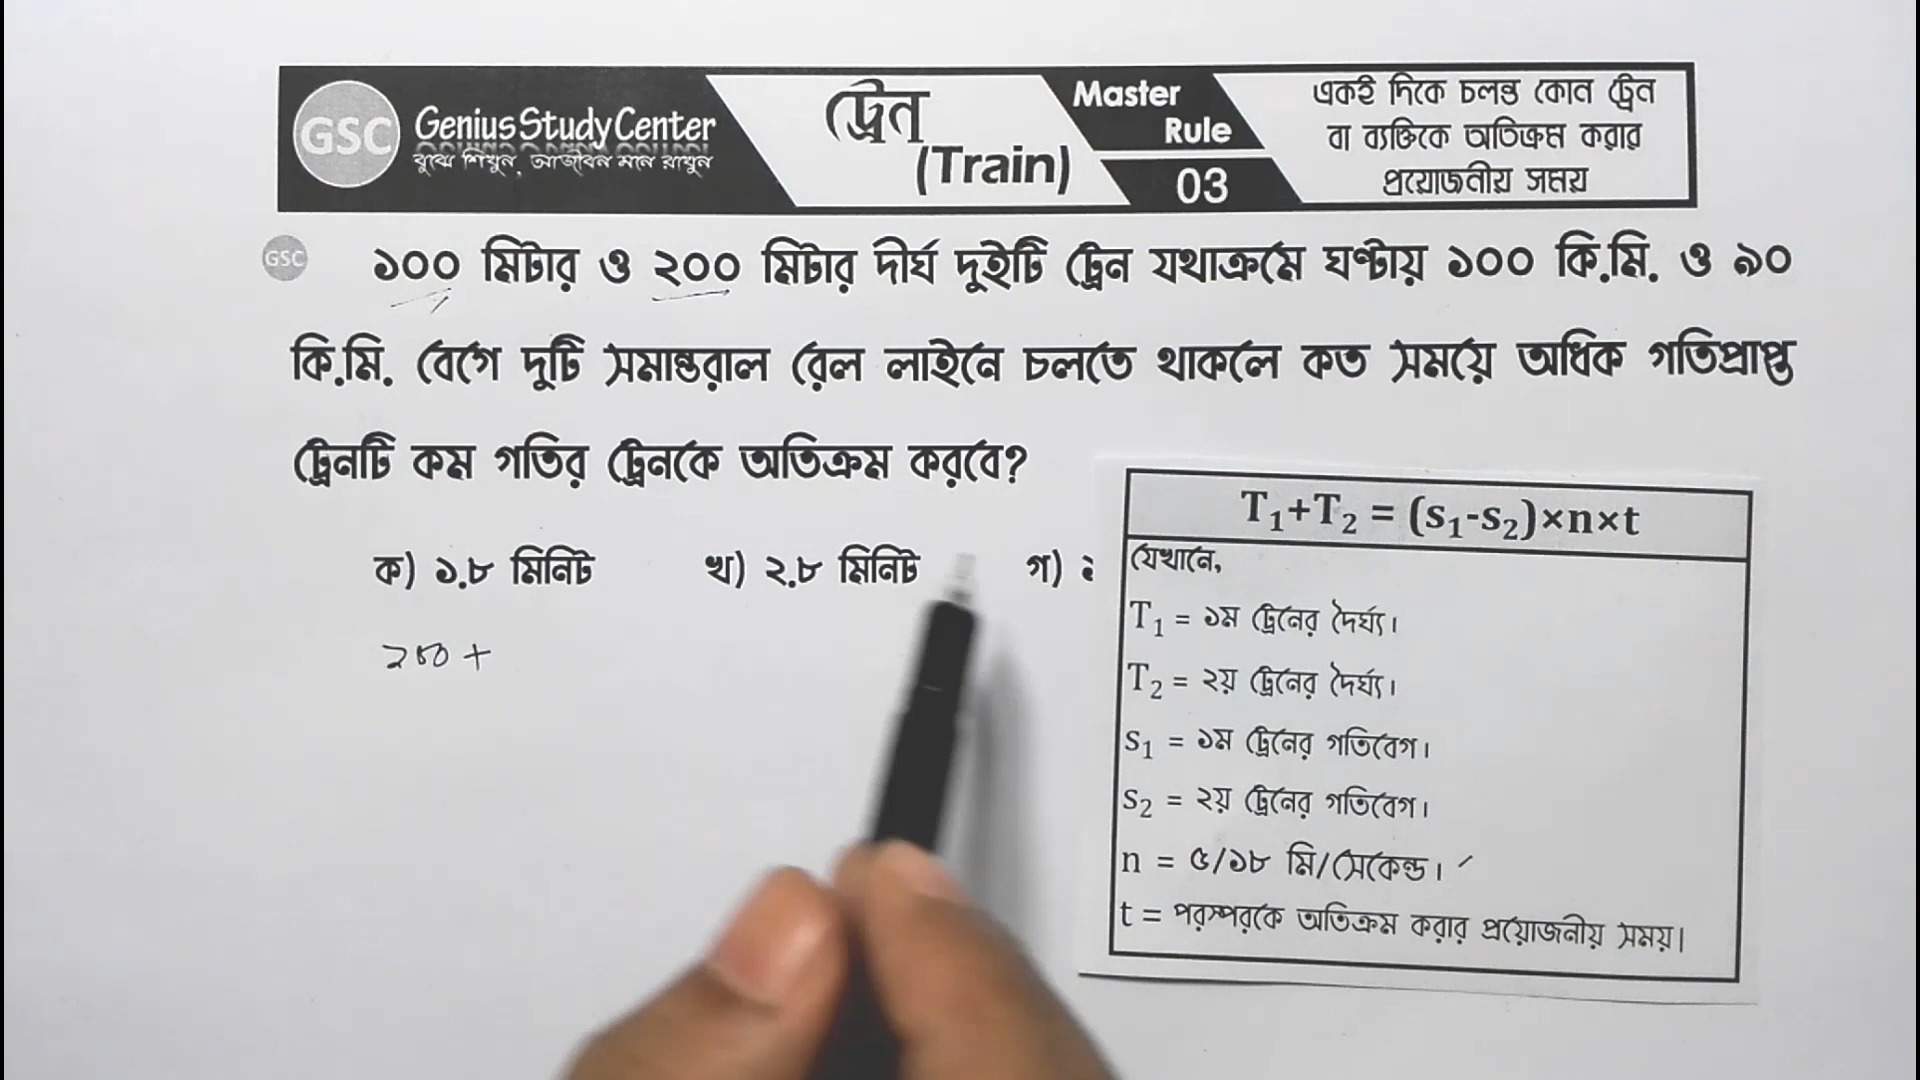 GSC Genius Study Center
বুঝে শিখুন, আজীবন মনে রাখুন
ট্রেন
(Train)
Master
Rule
03
একই দিকে চলন্ত কোন ট্রেন
বা ব্যক্তিকে অতিক্রম করার
প্রয়োজনীয় সময়
GSC ১০০ মিটার ও ২০০ মিটার দীর্ঘ দুইটি ট্রেন যথাক্রমে ঘণ্টায় ১০০ কি.মি. ও ৯০
কি.মি. বেগে দুটি সমান্তরাল রেল লাইনে চলতে থাকলে কত সময়ে অধিক গতিপ্রাপ্ত
ট্রেনটি কম গতির ট্রেনকে অতিক্রম করবে?
ক) ১.৮ মিনিট খ) ২.৮ মিনিট গ)
T₁+T₂ = (s₁-s₂)×n×t
যেখানে,
T₁ = ১ম ট্রেনের দৈর্ঘ্য।
T₂ = ২য় ট্রেনের দৈর্ঘ্য।
s₁ = ১ম ট্রেনের গতিবেগ।
s₂ = ২য় ট্রেনের গতিবেগ।
n = ৫/১৮ মি/সেকেন্ড।
t = পরস্পরকে অতিক্রম করার প্রয়োজনীয় সময়।